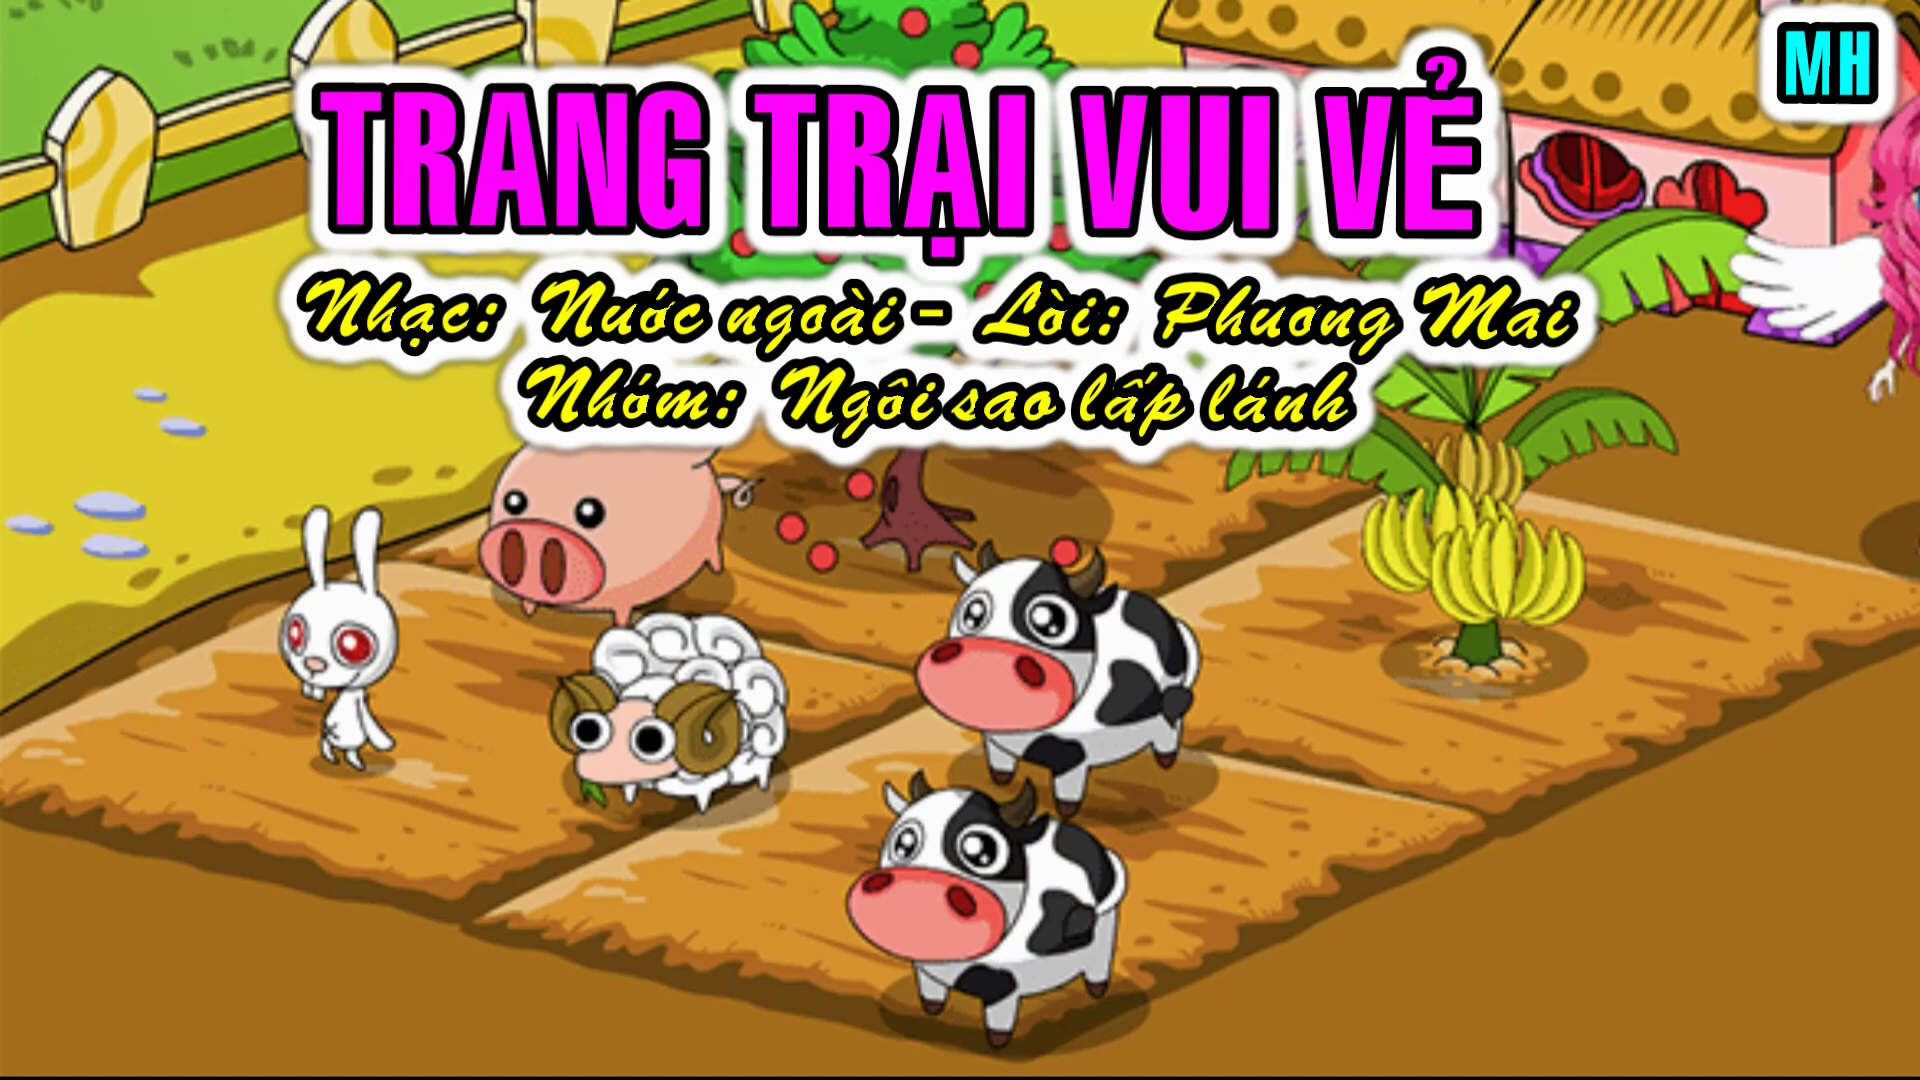 MH
TRANG TRẠI VUI VẺ
Nhạc: Nước ngoài - Lời: Phương Mai
Nhóm: Ngôi sao lấp lánh